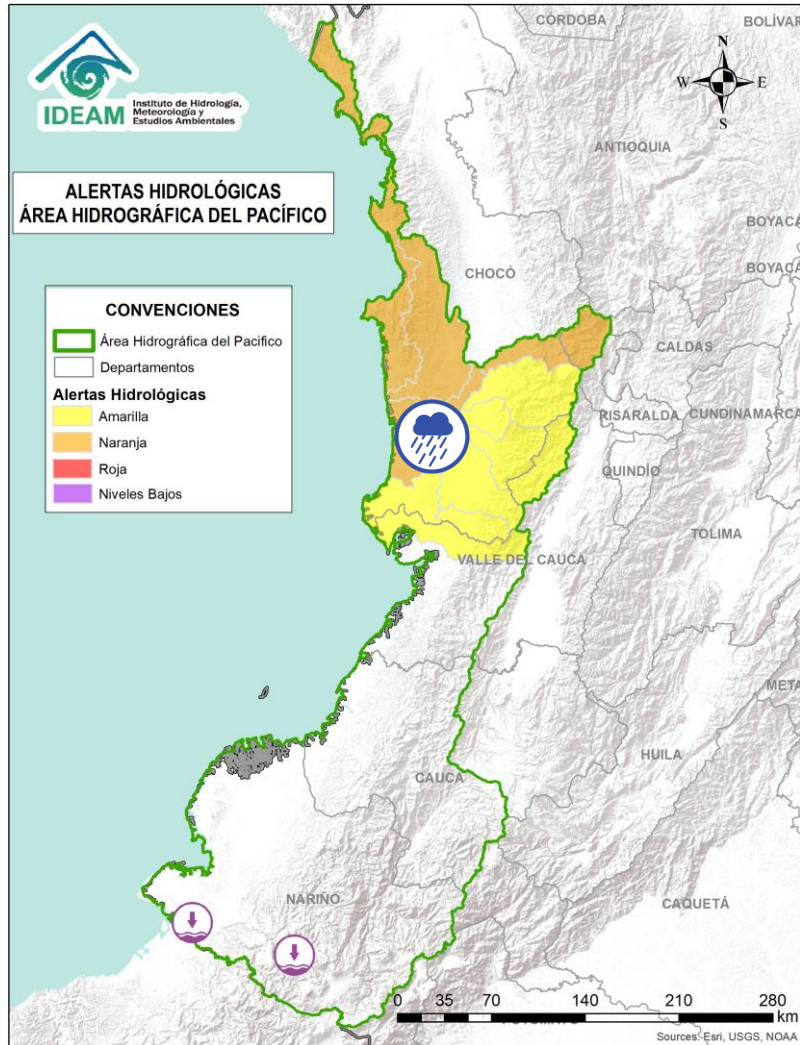 CÓRDOBA
BOLÍVAR
IDEAM
Instituto de Hidrología,
Meteorología y
Estudios Ambientales
N
W E
S
ANTIOQUIA
ALERTAS HIDROLÓGICAS
ÁREA HIDROGRÁFICA DEL PACÍFICO
BOYACÁ
BOYACÁ
CHOCÓ
CONVENCIONES
Área Hidrográfica del Pacifico
Departamentos
Alertas Hidrológicas
Amarilla
Naranja
Roja
Niveles Bajos
CALDAS
RISARALDA
CUNDINAMARCA
QUINDÍO
TOLIMA
VALLE DEL CAUCA
META
HUILA
CAUCA
NARIÑO
CAQUETÁ
0 35 70 140 210 280
km
Sources: Esri, USGS, NOAA